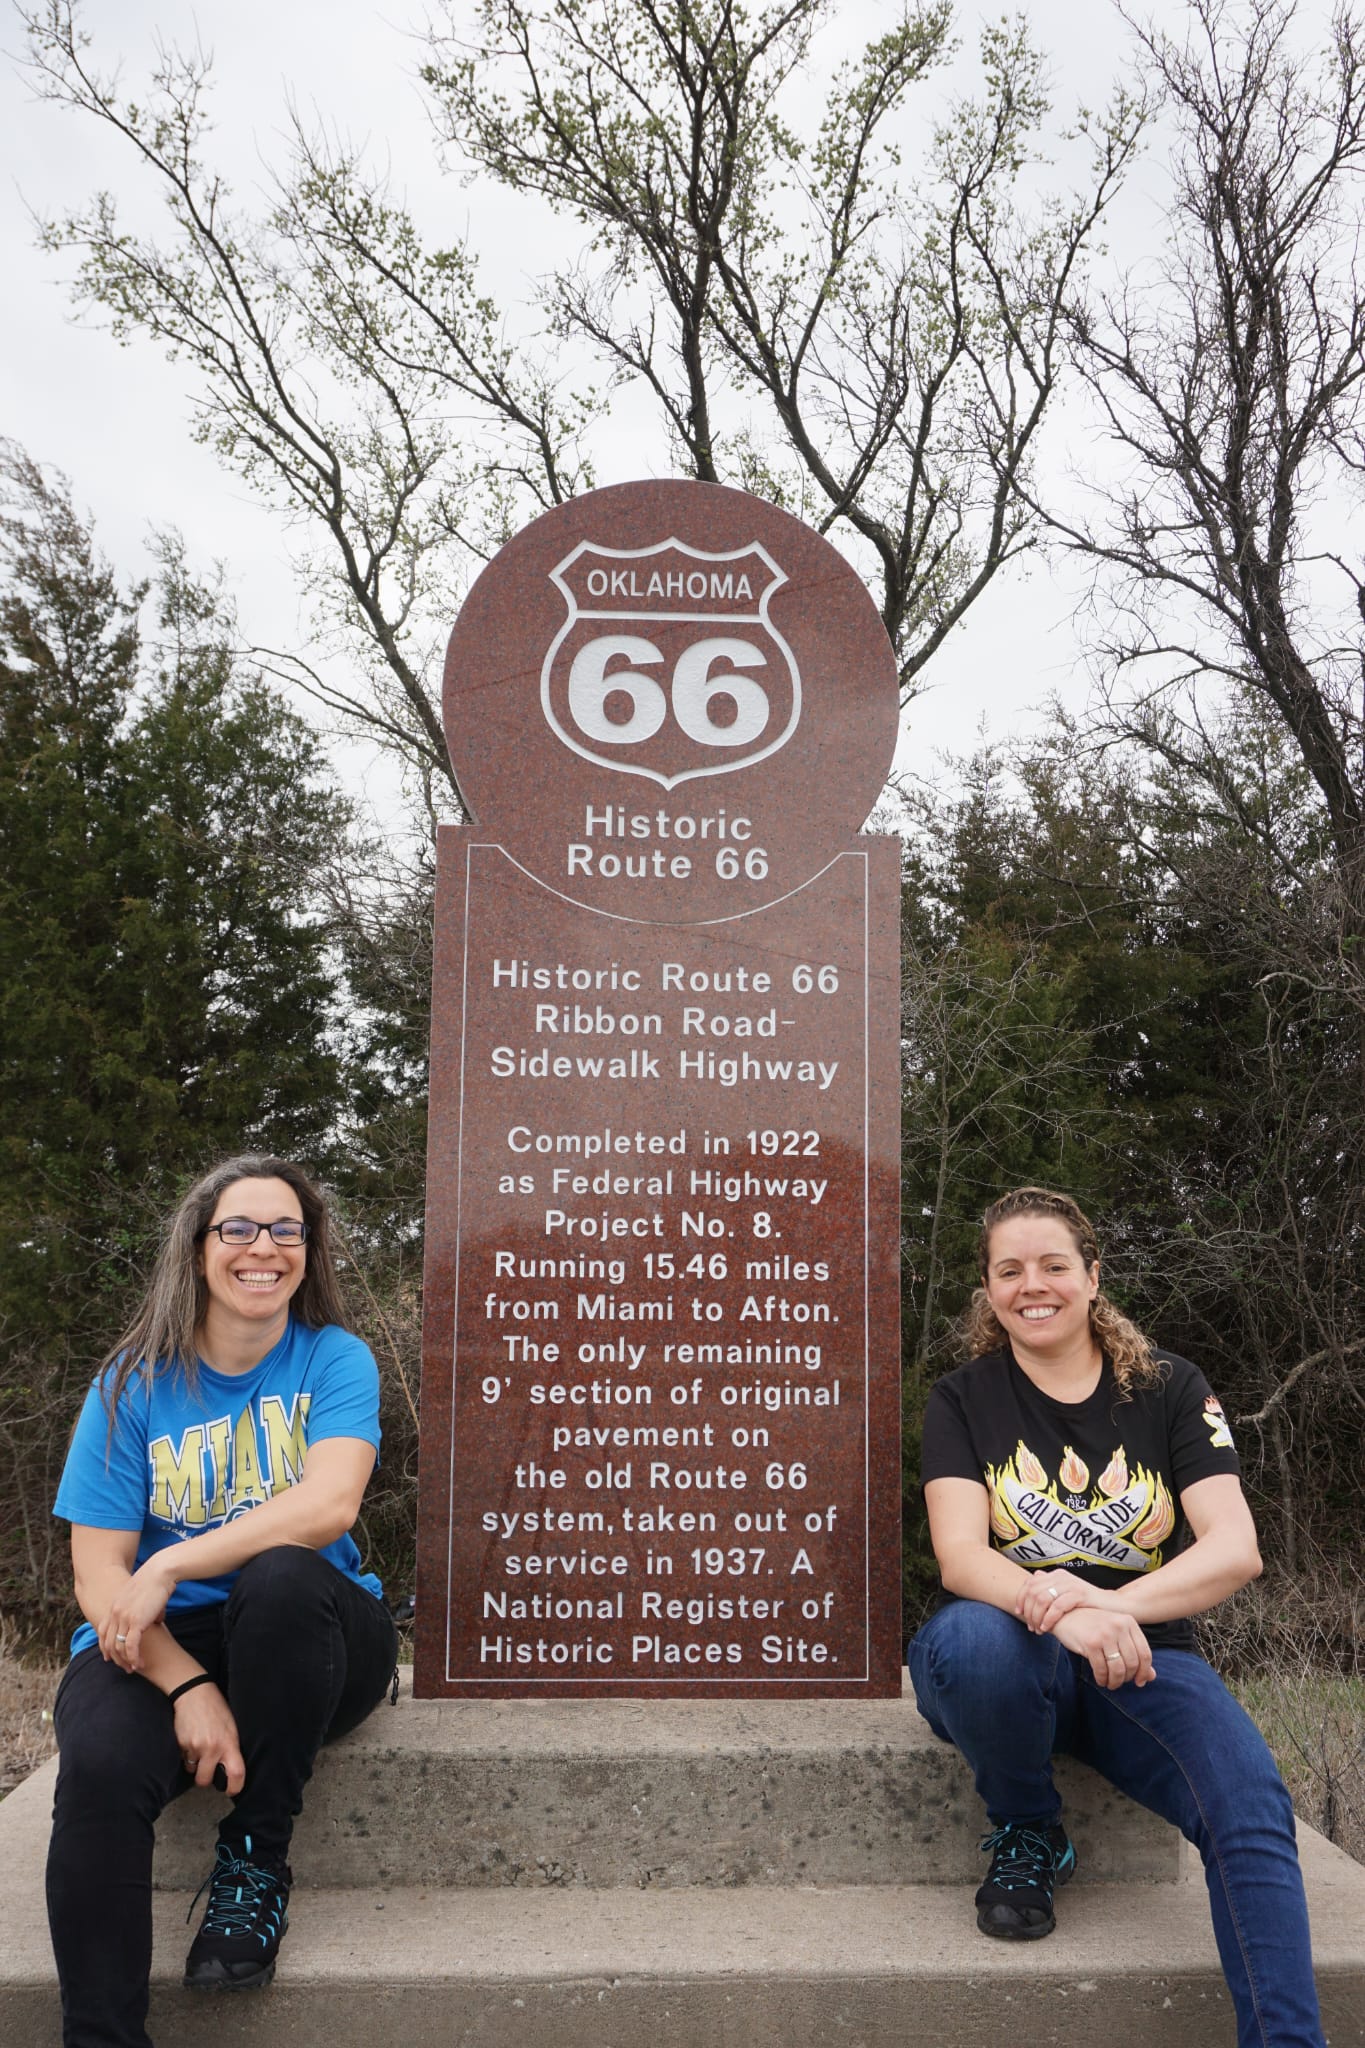 OKLAHOMA
66
Historic
Route 66
Historic Route 66
Ribbon Road-
Sidewalk Highway
Completed in 1922
as Federal Highway
Project No. 8.
Running 15.46 miles
from Miami to Afton.
The only remaining
9' section of original
pavement on
the old Route 66
system, taken out of
service in 1937. A
National Register of
Historic Places Site.
MIAMI
1982
CALIFORNIA
IN SIDE